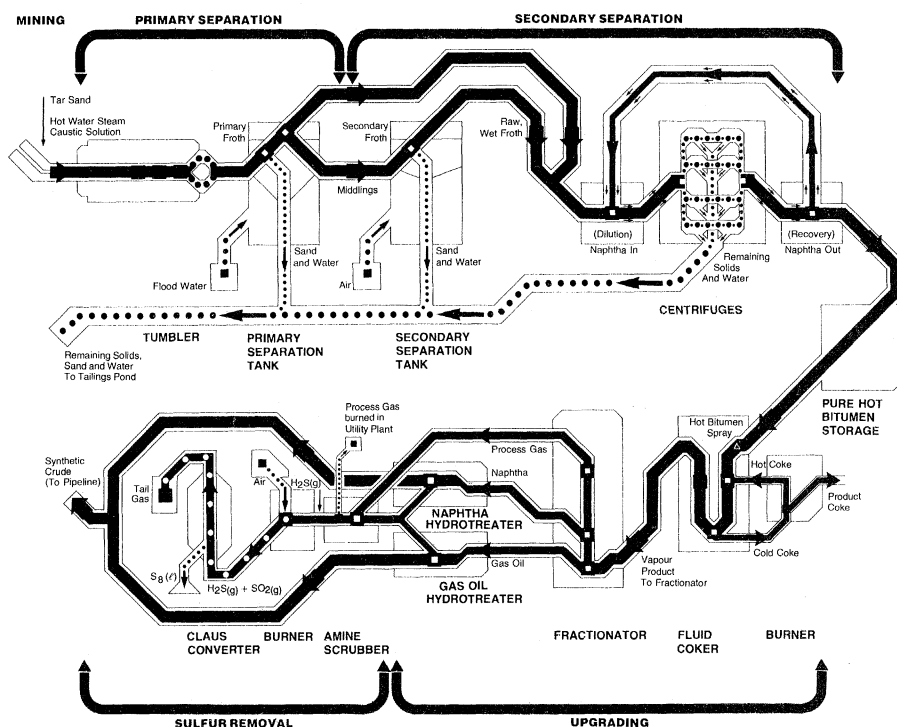 MINING
PRIMARY SEPARATION
SECONDARY SEPARATION
Tar Sand
Hot Water Steam
Caustic Solution
Primary
Froth
Secondary
Froth
Raw,
Wet Froth
Middlings
(Dilution)
Naphtha In
(Recovery)
Naphtha Out
Sand
and Water
Sand
and Water
Remaining
Solids
And Water
Flood Water
Air
CENTRIFUGES
TUMBLER
PRIMARY
SEPARATION
TANK
SECONDARY
SEPARATION
TANK
Remaining Solids,
Sand and Water
To Tailings Pond
PURE HOT
BITUMEN
STORAGE
Process Gas
burned in
Utility Plant
Hot Bitumen
Spray
Process Gas
Synthetic
Crude
(To Pipeline)
Tail
Gas
Air
H2S(g)
Naphtha
Hot Coke
Product
Coke
NAPHTHA
HYDROTREATER
Cold Coke
Gas Oil
Vapour
Product
To Fractionator
S8(ℓ)
H2S(g) + SO2(g)
GAS OIL
HYDROTREATER
CLAUS
CONVERTER
BURNER
AMINE
SCRUBBER
FRACTIONATOR
FLUID
COKER
BURNER
SULFUR REMOVAL
UPGRADING